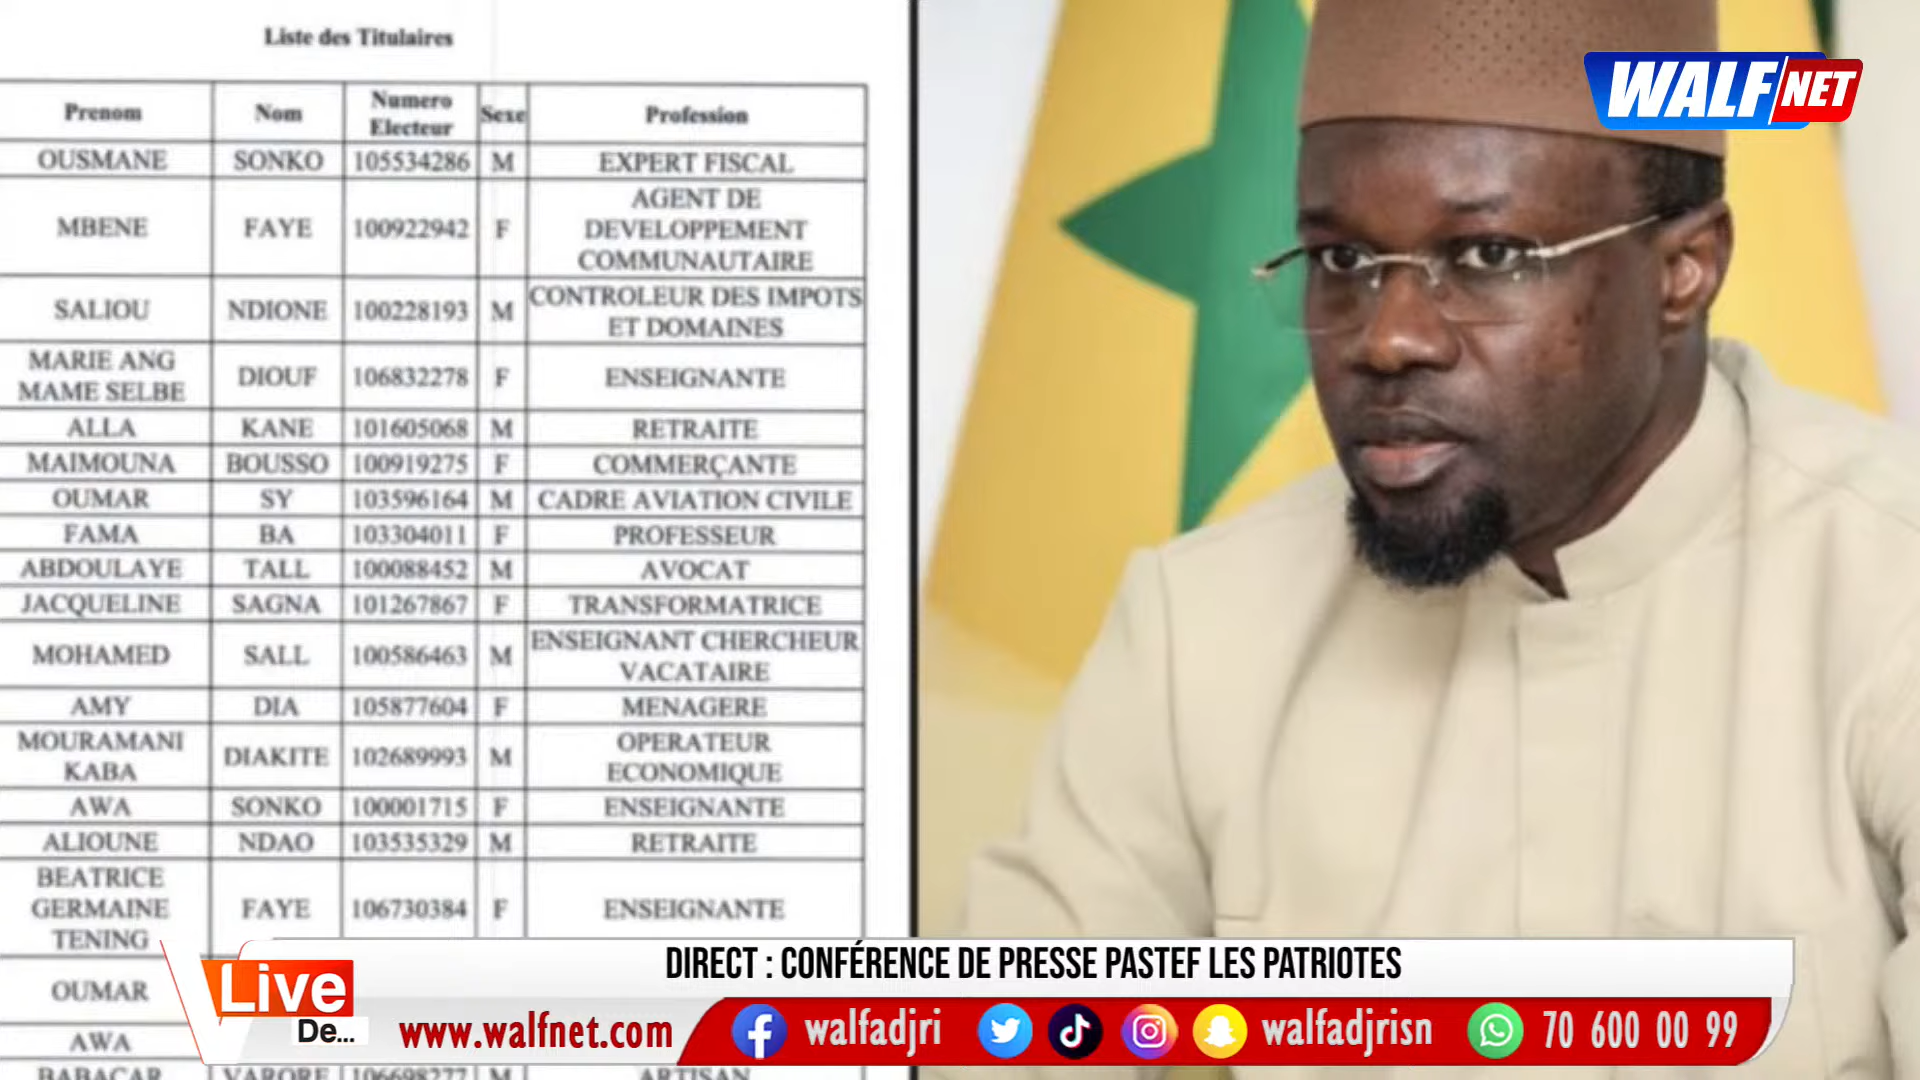 Liste des Titulaires
Prenom Nom Numero Electeur Sexe Profession
OUSMANE SONKO 105534286 M EXPERT FISCAL
MBENE FAYE 100922942 F AGENT DE DEVELOPPEMENT COMMUNAUTAIRE
SALIOU NDIONE 100228193 M CONTROLEUR DES IMPOTS ET DOMAINES
MARIE ANG MAME SELBE DIOUF 106832278 F ENSEIGNANTE
ALLA KANE 101605068 M RETRAITE
MAIMOUNA BOUSSO 100919275 F COMMERÇANTE
OUMAR SY 103596164 M CADRE AVIATION CIVILE
FAMA BA 103304011 F PROFESSEUR
ABDOULAYE TALL 100088452 M AVOCAT
JACQUELINE SAGNA 101267867 F TRANSFORMATRICE
MOHAMED SALL 100586463 M ENSEIGNANT CHERCHEUR VACATAIRE
AMY DIA 105877604 F MENAGERE
MOURAMANI KABA DIAKITE 102689993 M OPERATEUR ECONOMIQUE
AWA SONKO 100001715 F ENSEIGNANTE
ALIOUNE NDAO 103535329 M RETRAITE
BEATRICE GERMAINE TENING FAYE 106730384 F ENSEIGNANTE
OUMAR
AWA
BABACAR VARORE 106698277 M ARTISAN
WALF NET
DIRECT : CONFÉRENCE DE PRESSE PASTEF LES PATRIOTES
Live
De...
www.walfnet.com walfadjri walfadjrisn 70 600 00 99